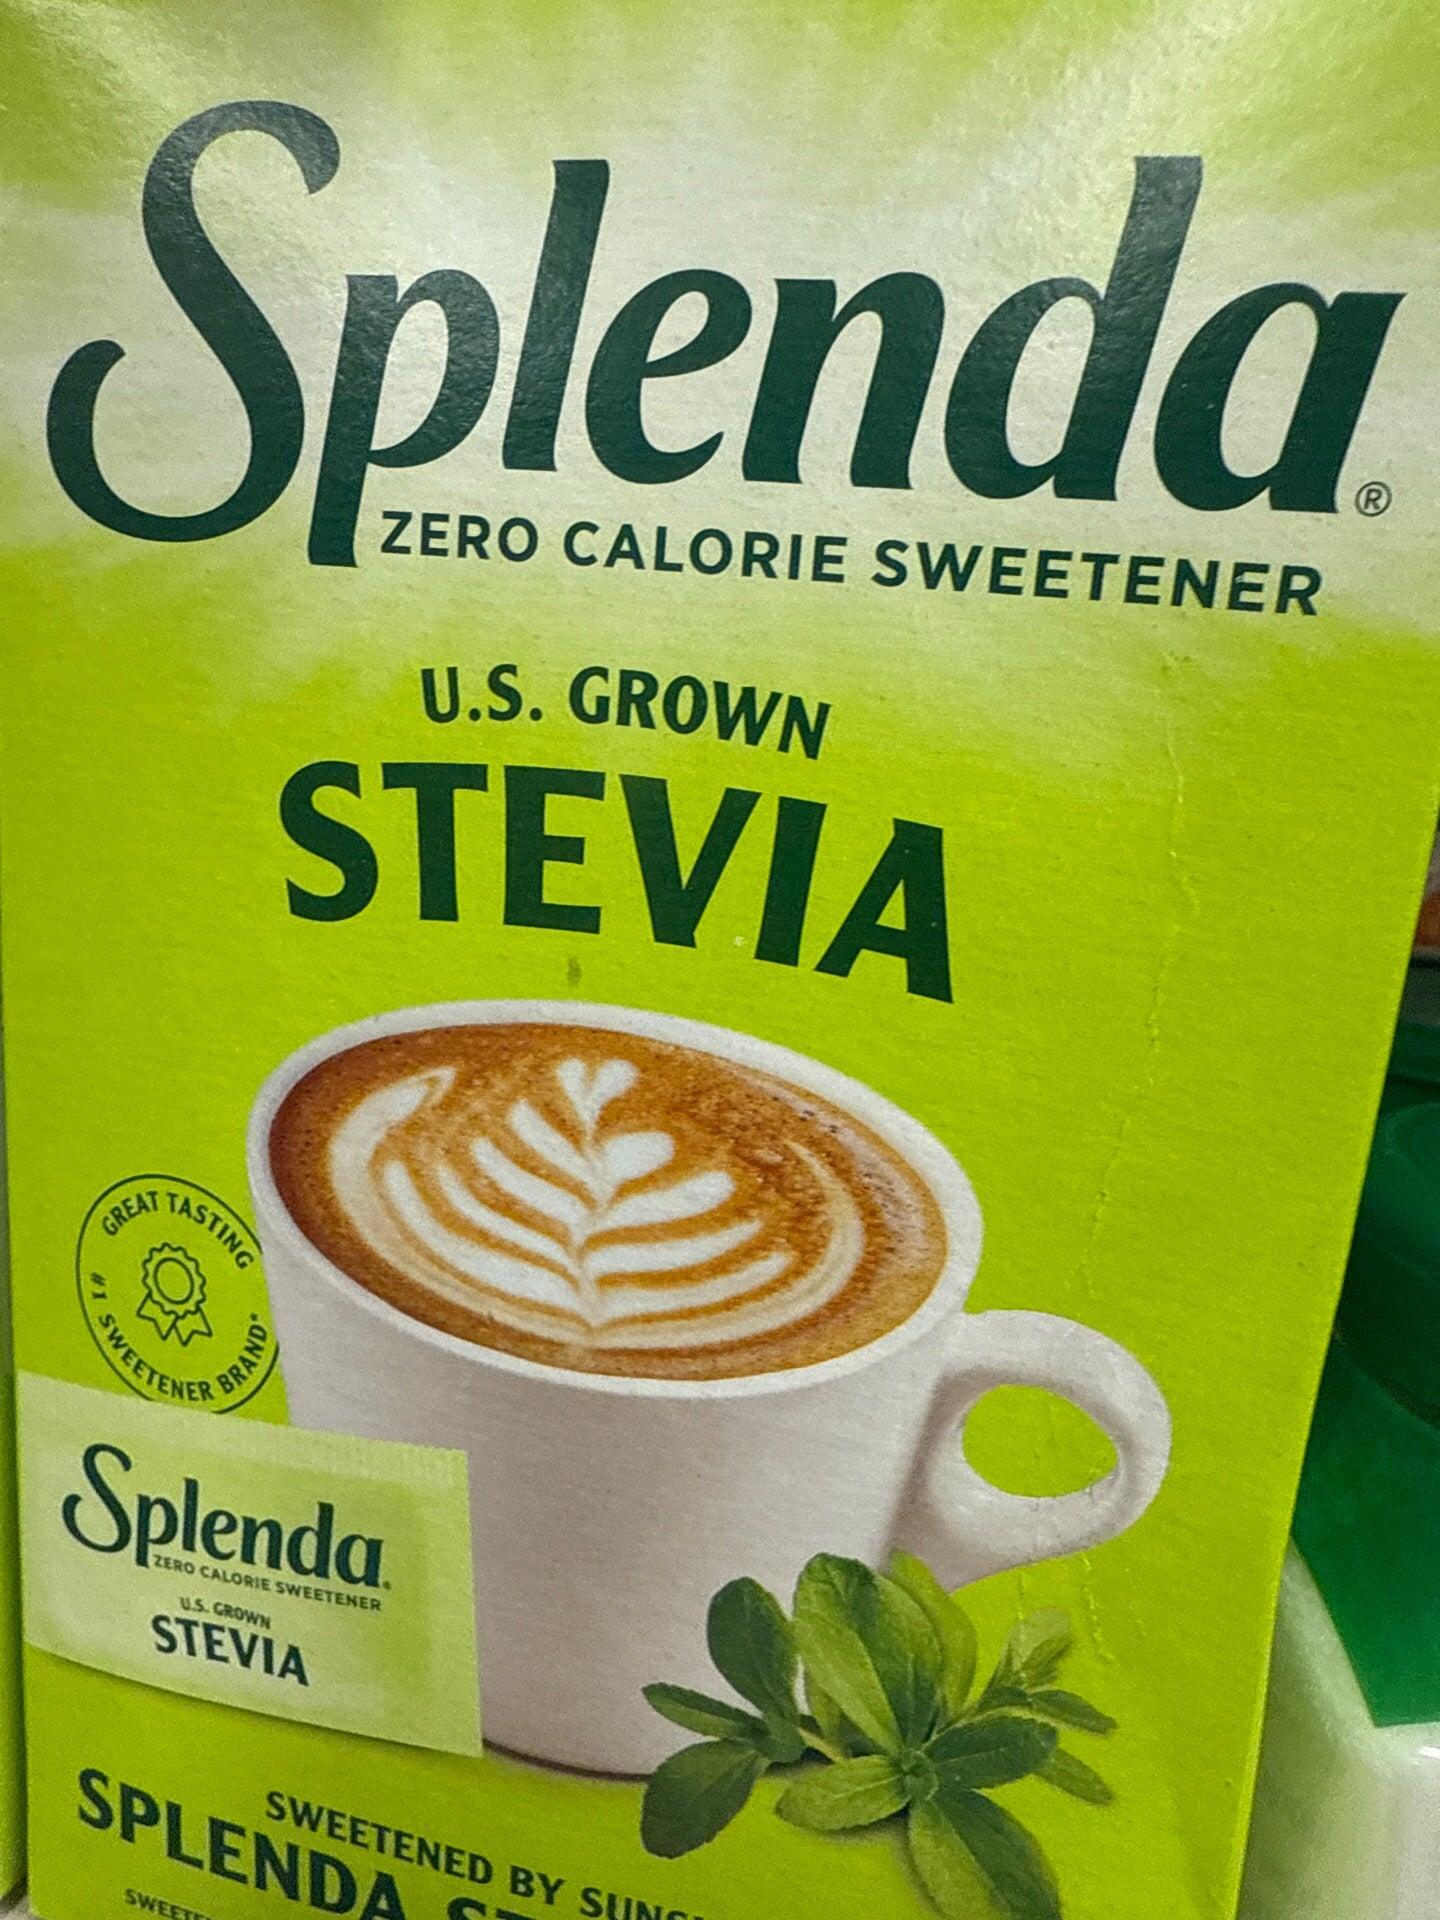 Splenda®
ZERO CALORIE SWEETENER
U.S. GROWN
STEVIA
GREAT TASTING
#1 SWEETENER BRAND*
Splenda®
ZERO CALORIE SWEETENER
U.S. GROWN
STEVIA
SWEETENED BY
SPLENDA